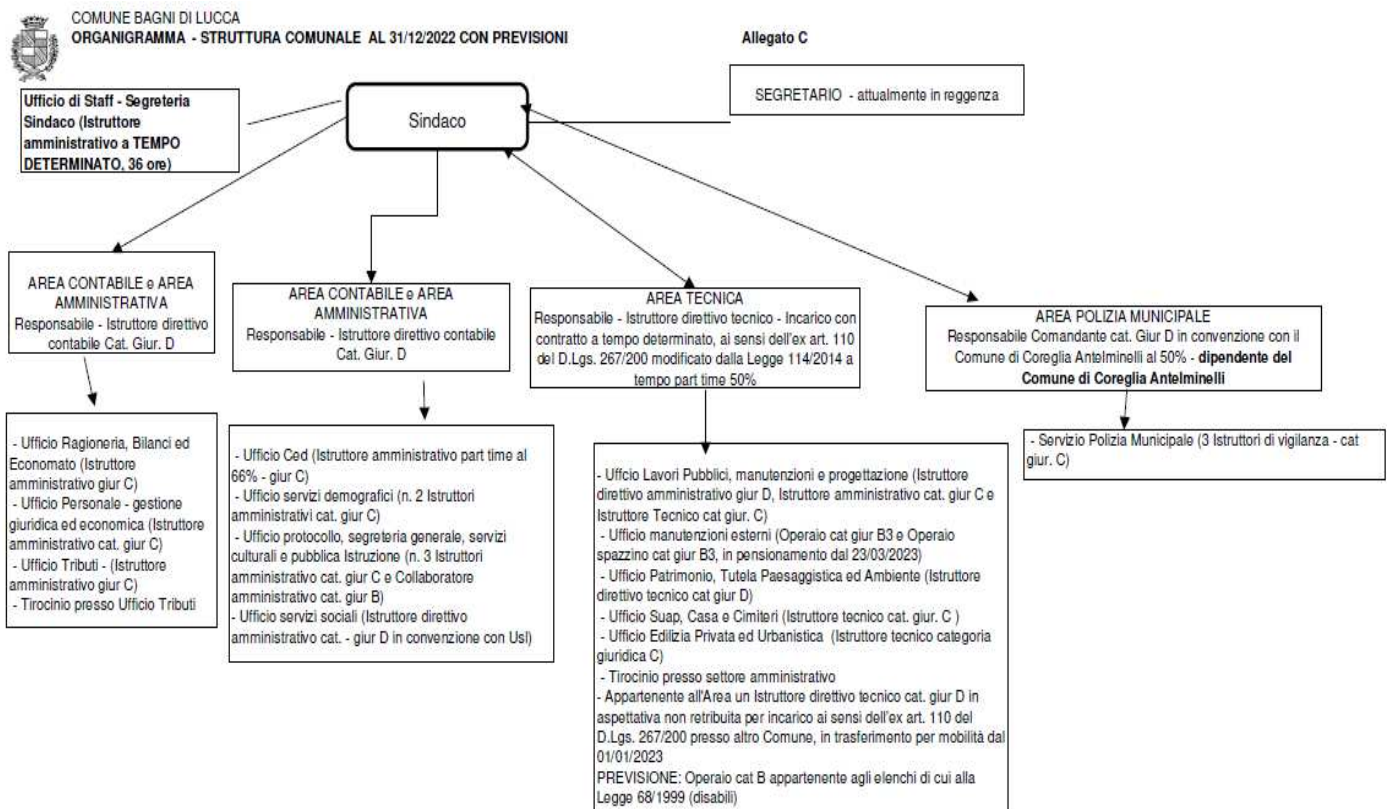 COMUNE BAGNI DI LUCCA
ORGANIGRAMMA - STRUTTURA COMUNALE AL 31/12/2022 CON PREVISIONI
Allegato C
Ufficio di Staff - Segreteria
Sindaco (Istruttore
amministrativo a TEMPO
DETERMINATO, 36 ore)
Sindaco
SEGRETARIO - attualmente in reggenza
AREA CONTABILE e AREA
AMMINISTRATIVA
Responsabile - Istruttore direttivo
contabile Cat. Giur. D
AREA CONTABILE e AREA
AMMINISTRATIVA
Responsabile - Istruttore direttivo contabile
Cat. Giur. D
AREA TECNICA
Responsabile - Istruttore direttivo tecnico - Incarico con
contratto a tempo determinato, ai sensi dell'ex art. 110
del D.Lgs. 267/200 modificato dalla Legge 114/2014 a
tempo part time 50%
AREA POLIZIA MUNICIPALE
Responsabile Comandante cat. Giur D in convenzione con il
Comune di Coreglia Antelminelli al 50% - dipendente del
Comune di Coreglia Antelminelli
- Ufficio Ragioneria, Bilanci ed
Economato (Istruttore
amministrativo giur C)
- Ufficio Personale - gestione
giuridica ed economica (Istruttore
amministrativo cat. giur C)
- Ufficio Tributi - (Istruttore
amministrativo giur C)
- Tirocinio presso Ufficio Tributi
- Ufficio Ced (Istruttore amministrativo part time al
66% - giur C)
- Ufficio servizi demografici (n. 2 Istruttori
amministrativi cat. giur C)
- Ufficio protocollo, segreteria generale, servizi
culturali e pubblica Istruzione (n. 3 Istruttori
amministrativo cat. giur C e Collaboratore
amministrativo cat. giur B)
- Ufficio servizi sociali (Istruttore direttivo
amministrativo cat. - giur D in convenzione con Usl)
- Uffcio Lavori Pubblici, manutenzioni e progettazione (Istruttore
direttivo amministrativo giur D, Istruttore amministrativo cat. giur C e
Istruttore Tecnico cat giur. C)
- Ufficio manutenzioni esterni (Operaio cat giur B3 e Operaio
spazzino cat giur B3, in pensionamento dal 23/03/2023)
- Ufficio Patrimonio, Tutela Paesaggistica ed Ambiente (Istruttore
direttivo tecnico cat giur D)
- Ufficio Suap, Casa e Cimiteri (Istruttore tecnico cat. giur. C )
- Ufficio Edilizia Privata ed Urbanistica (Istruttore tecnico categoria
giuridica C)
- Tirocinio presso settore amministrativo
- Appartenente all'Area un Istruttore direttivo tecnico cat. giur D in
aspettativa non retribuita per incarico ai sensi dell'ex art. 110 del
D.Lgs. 267/200 presso altro Comune, in trasferimento per mobilità dal
01/01/2023
PREVISIONE: Operaio cat B appartenente agli elenchi di cui alla
Legge 68/1999 (disabili)
- Servizio Polizia Municipale (3 Istruttori di vigilanza - cat
giur. C)